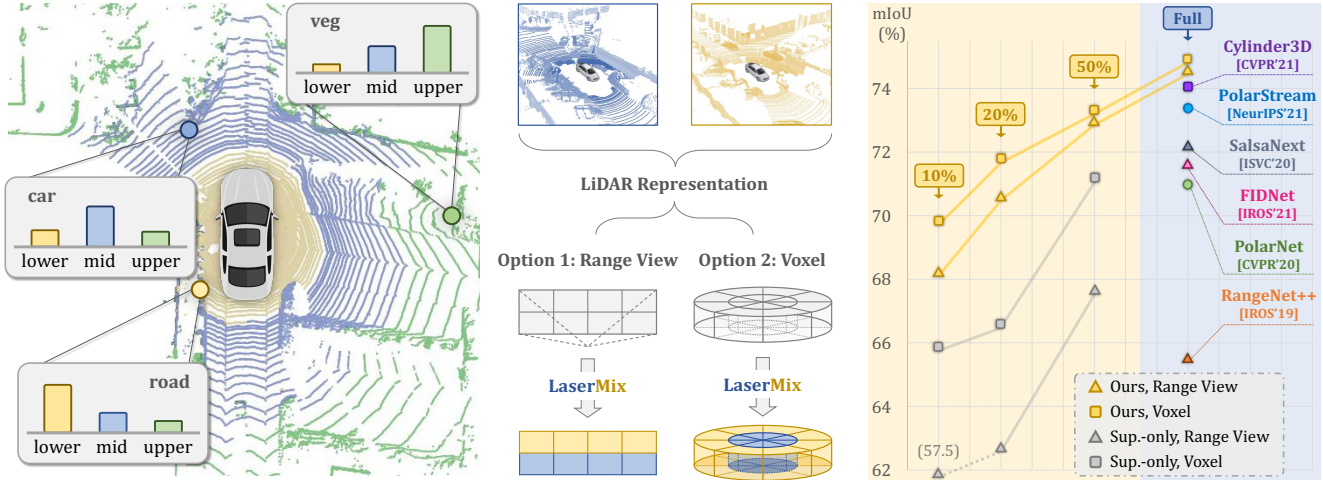 veg
lower mid upper
car
lower mid upper
road
lower mid upper
LiDAR Representation
Option 1: Range View
Option 2: Voxel
LaserMix
LaserMix
mIoU
(%)
74
72
70
68
66
64
62
10%
20%
50%
Full
(57.5)
Cylinder3D
[CVPR'21]
PolarStream
[NeurIPS'21]
SalsaNext
[ISVC'20]
FIDNet
[IROS'21]
PolarNet
[CVPR'20]
RangeNet++
[IROS'19]
Ours, Range View
Ours, Voxel
Sup.-only, Range View
Sup.-only, Voxel